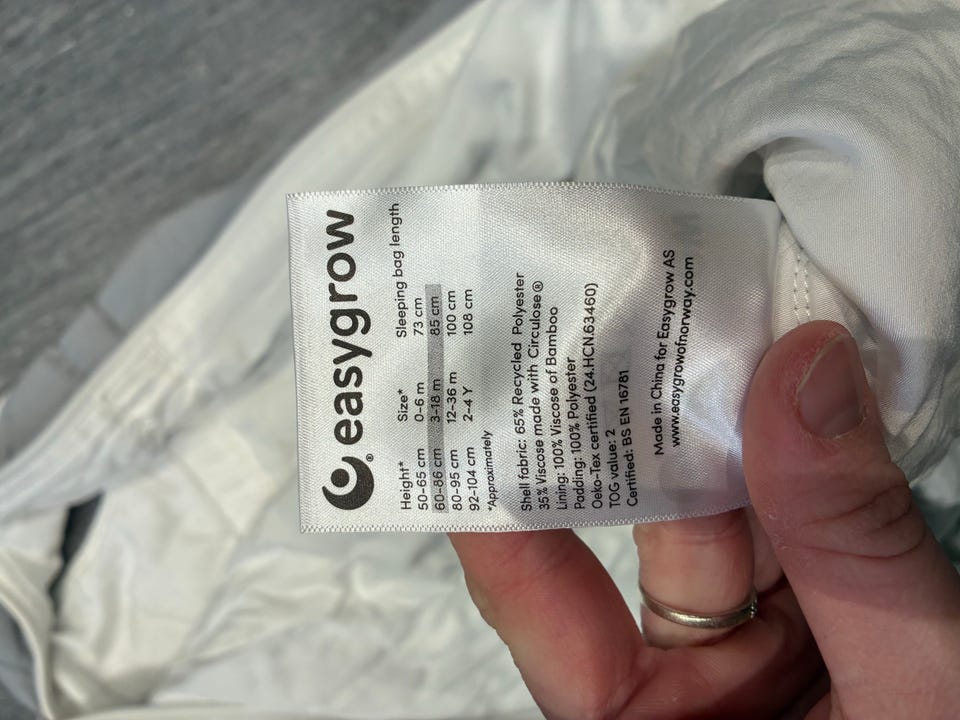 easygrow®
Height* Size* Sleeping bag length
50-65 cm 0-6 m 73 cm
60-86 cm 3-18 m 85 cm
80-95 cm 12-36 m 100 cm
92-104 cm 2-4 Y 108 cm
*Approximately
Shell fabric: 65% Recycled Polyester
35% Viscose made with Circulose®
Lining: 100% Viscose of Bamboo
Padding: 100% Polyester
Oeko-Tex certified (24.HCN.63460)
TOG value: 2
Certified: BS EN 16781
Made in China for Easygrow AS
www.easygrowofnorway.com